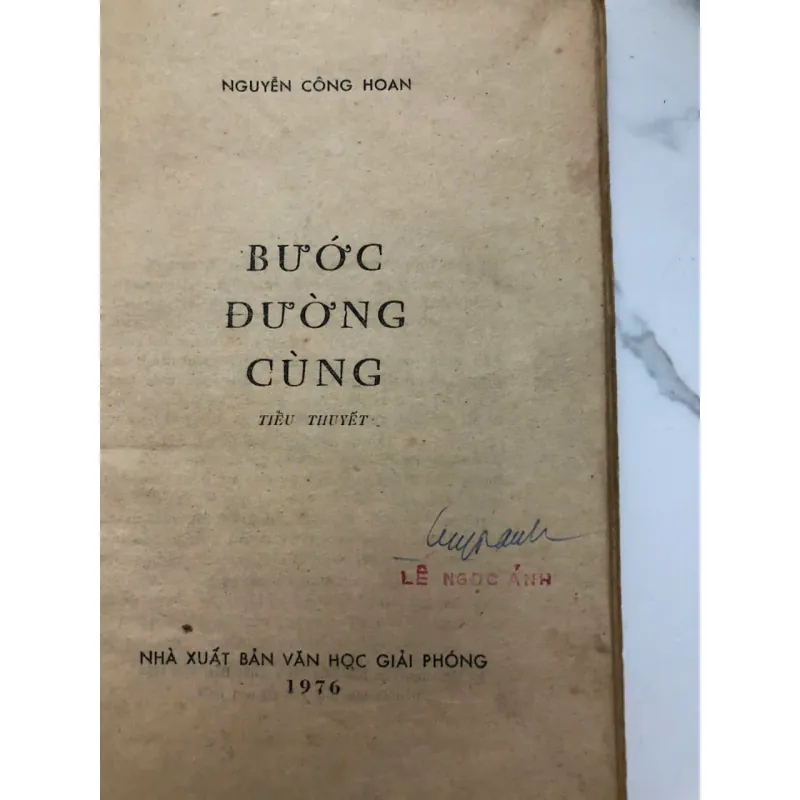 NGUYỄN CÔNG HOAN
BƯỚC
ĐƯỜNG
CÙNG
TIỂU THUYẾT
LÊ NGỌC ÁNH
NHÀ XUẤT BẢN VĂN HỌC GIẢI PHÓNG
1976